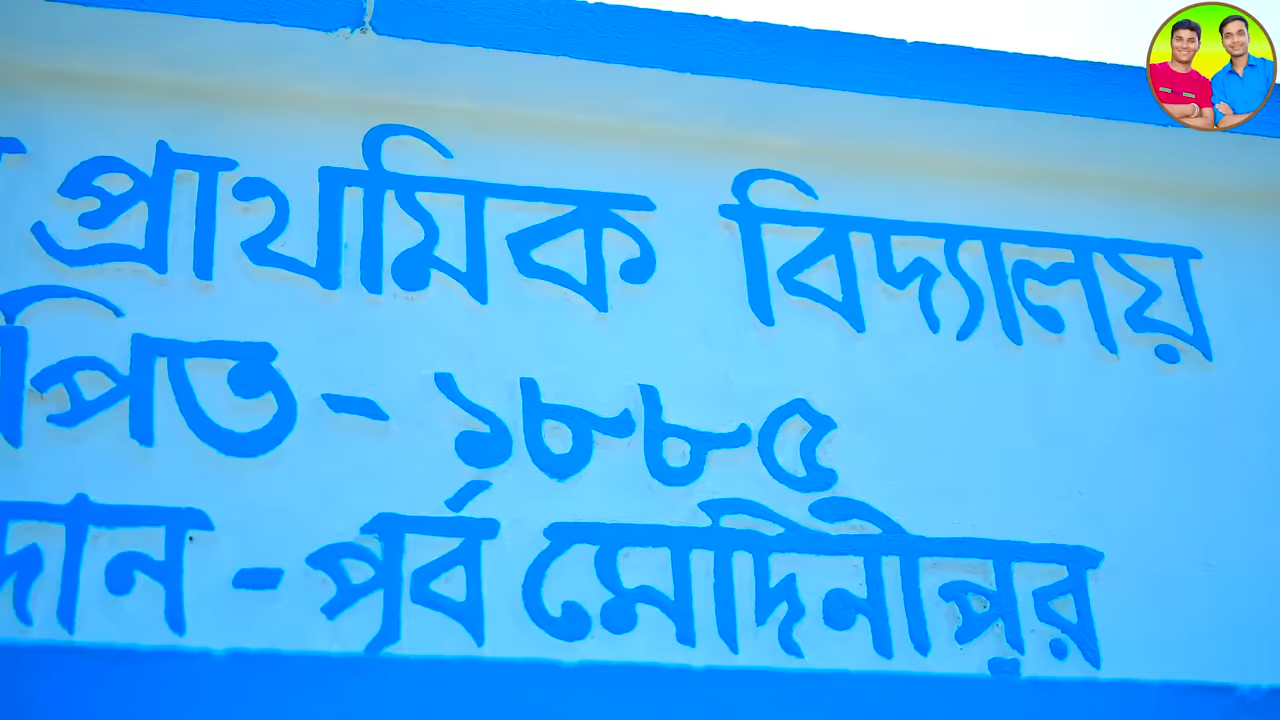 প্রাথমিক বিদ্যালয়
পিত - ১৮৮৫
দান - পূর্ব মেদিনীপুর